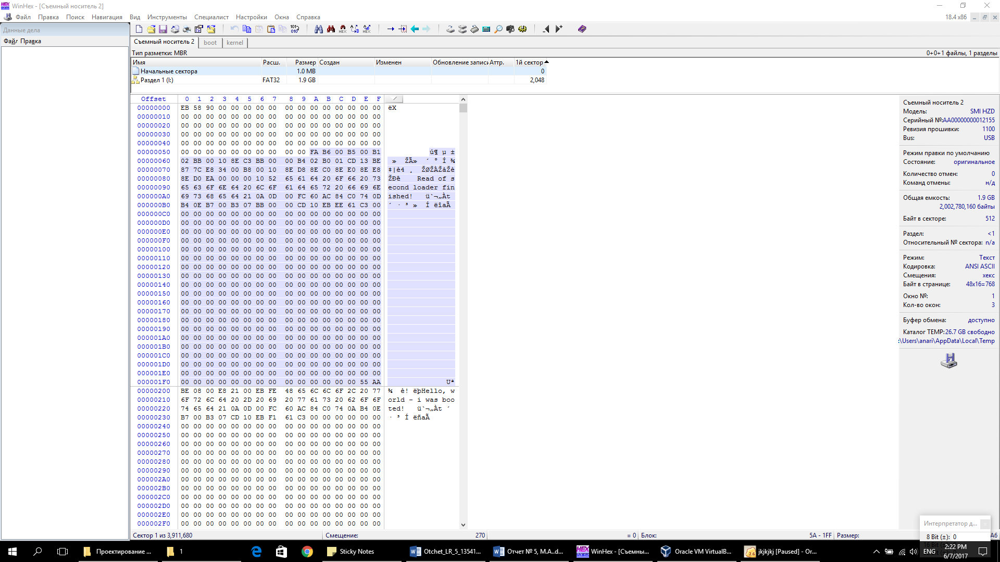 WinHex - [Съемный носитель 2]
Файл Правка Поиск Навигация Вид Инструменты Специалист Настройки Окна Справка 18.4 x86
Данные дела
Файл Правка
Съемный носитель 2 boot kernel
Тип разметки: MBR 0+0+1 файлы, 1 разделы
Имя Расш. Размер Создан Изменен Обновление записи Аттр. 1й сектор
Начальные сектора 1.0 MB 0
Раздел 1 (I:) FAT32 1.9 GB 2,048
Offset 0 1 2 3 4 5 6 7 8 9 A B C D E F
00000000 EB 58 90 00 00 00 00 00 00 00 00 00 00 00 00 00 ëX
00000010 00 00 00 00 00 00 00 00 00 00 00 00 00 00 00 00
00000020 00 00 00 00 00 00 00 00 00 00 00 00 00 00 00 00
00000030 00 00 00 00 00 00 00 00 00 00 00 00 00 00 00 00
00000040 00 00 00 00 00 00 00 00 00 00 00 00 00 00 00 00
00000050 00 00 00 00 00 00 00 00 00 00 FA B6 00 B5 00 B1 ú¶ µ ±
00000060 02 BB 00 10 8E C3 BB 00 00 B4 02 B0 01 CD 13 BE » ŽÃ» ´ ° Í ¾
00000070 87 7C E8 34 00 B8 00 10 8E D8 8E C0 8E E0 8E E8 ‡|è4 ¸ ŽØŽÀŽàŽè
00000080 8E D0 EA 00 00 00 10 52 65 61 64 20 6F 66 20 73 ŽÐê Read of s
00000090 65 63 6F 6E 64 20 6C 6F 61 64 65 72 20 66 69 6E econd loader fin
000000A0 69 73 68 65 64 21 0A 0D 00 FC 60 AC 84 C0 74 0D ished! ü`¬„Àt
000000B0 B4 0E B7 00 B3 07 BB 00 00 CD 10 EB EE 61 C3 00 ´ · ³ » Í ëîaÃ
000000C0 00 00 00 00 00 00 00 00 00 00 00 00 00 00 00 00
000000D0 00 00 00 00 00 00 00 00 00 00 00 00 00 00 00 00
000000E0 00 00 00 00 00 00 00 00 00 00 00 00 00 00 00 00
000000F0 00 00 00 00 00 00 00 00 00 00 00 00 00 00 00 00
00000100 00 00 00 00 00 00 00 00 00 00 00 00 00 00 00 00
00000110 00 00 00 00 00 00 00 00 00 00 00 00 00 00 00 00
00000120 00 00 00 00 00 00 00 00 00 00 00 00 00 00 00 00
00000130 00 00 00 00 00 00 00 00 00 00 00 00 00 00 00 00
00000140 00 00 00 00 00 00 00 00 00 00 00 00 00 00 00 00
00000150 00 00 00 00 00 00 00 00 00 00 00 00 00 00 00 00
00000160 00 00 00 00 00 00 00 00 00 00 00 00 00 00 00 00
00000170 00 00 00 00 00 00 00 00 00 00 00 00 00 00 00 00
00000180 00 00 00 00 00 00 00 00 00 00 00 00 00 00 00 00
00000190 00 00 00 00 00 00 00 00 00 00 00 00 00 00 00 00
000001A0 00 00 00 00 00 00 00 00 00 00 00 00 00 00 00 00
000001B0 00 00 00 00 00 00 00 00 00 00 00 00 00 00 00 00
000001C0 00 00 00 00 00 00 00 00 00 00 00 00 00 00 00 00
000001D0 00 00 00 00 00 00 00 00 00 00 00 00 00 00 00 00
000001E0 00 00 00 00 00 00 00 00 00 00 00 00 00 00 00 00
000001F0 00 00 00 00 00 00 00 00 00 00 00 00 00 00 55 AA Uª
00000200 BE 08 00 E8 21 00 EB FE 48 65 6C 6C 6F 2C 20 77 ¾ è! ëþHello, w
00000210 6F 72 6C 64 20 2D 20 69 20 77 61 73 20 62 6F 6F orld - i was boo
00000220 74 65 64 21 0A 0D 00 FC 60 AC 84 C0 74 0A B4 0E ted! ü`¬„Àt ´
00000230 B7 00 B3 07 CD 10 EB F1 61 C3 00 00 00 00 00 00 · ³ Í ëñaÃ
00000240 00 00 00 00 00 00 00 00 00 00 00 00 00 00 00 00
00000250 00 00 00 00 00 00 00 00 00 00 00 00 00 00 00 00
00000260 00 00 00 00 00 00 00 00 00 00 00 00 00 00 00 00
00000270 00 00 00 00 00 00 00 00 00 00 00 00 00 00 00 00
00000280 00 00 00 00 00 00 00 00 00 00 00 00 00 00 00 00
00000290 00 00 00 00 00 00 00 00 00 00 00 00 00 00 00 00
000002A0 00 00 00 00 00 00 00 00 00 00 00 00 00 00 00 00
000002B0 00 00 00 00 00 00 00 00 00 00 00 00 00 00 00 00
000002C0 00 00 00 00 00 00 00 00 00 00 00 00 00 00 00 00
000002D0 00 00 00 00 00 00 00 00 00 00 00 00 00 00 00 00
000002E0 00 00 00 00 00 00 00 00 00 00 00 00 00 00 00 00
000002F0 00 00 00 00 00 00 00 00 00 00 00 00 00 00 00 00
Съемный носитель 2
Модель: SMI HZD
Серийный №:AA00000000012155
Ревизия прошивки: 1100
Bus: USB
Режим правки по умолчанию
Состояние: оригинальное
Количество отмен: 0
Команд отмены: н/д
Общая емкость: 1.9 GB
2,002,780,160 байты
Байт в секторе: 512
Раздел: <1
Относительный № сектора: n/a
Режим: Текст
Кодировка: ANSI ASCII
Смещения: хекс
Байт в странице: 48x16=768
Окно №: 1
Кол-во окон: 3
Буфер обмена: доступно
Каталог TEMP: 26.7 GB свободно
:\Users\anari\AppData\Local\Temp
Интерпретатор д...
8 Bit (±): 0
Сектор 1 из 3,911,680 Смещение: 270 = 0 Блок: 5A - 1FF Размер: A6
Проектирование ... 1 Sticky Notes Otchet_LR_5_13541... Отчет № 5, М.А..d... WinHex - [Съемны... Oracle VM VirtualB... jkjkjkj [Paused] - Or... ENG 2:22 PM
6/7/2017